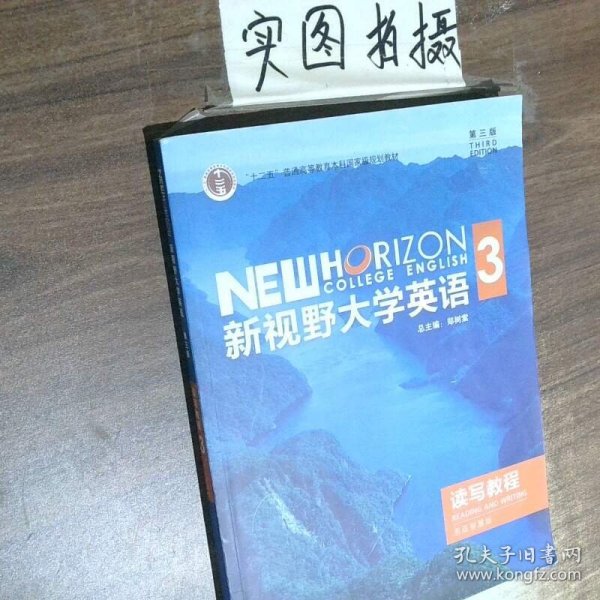 实图拍摄
第三版
THIRD
EDITION
"十二五"普通高等教育本科国家级规划教材
十二五
NEW HORIZON
COLLEGE ENGLISH
3
新视野大学英语
总主编：郑树棠
读写教程
READING AND WRITING
孔夫子旧书网
www.kongfz.com